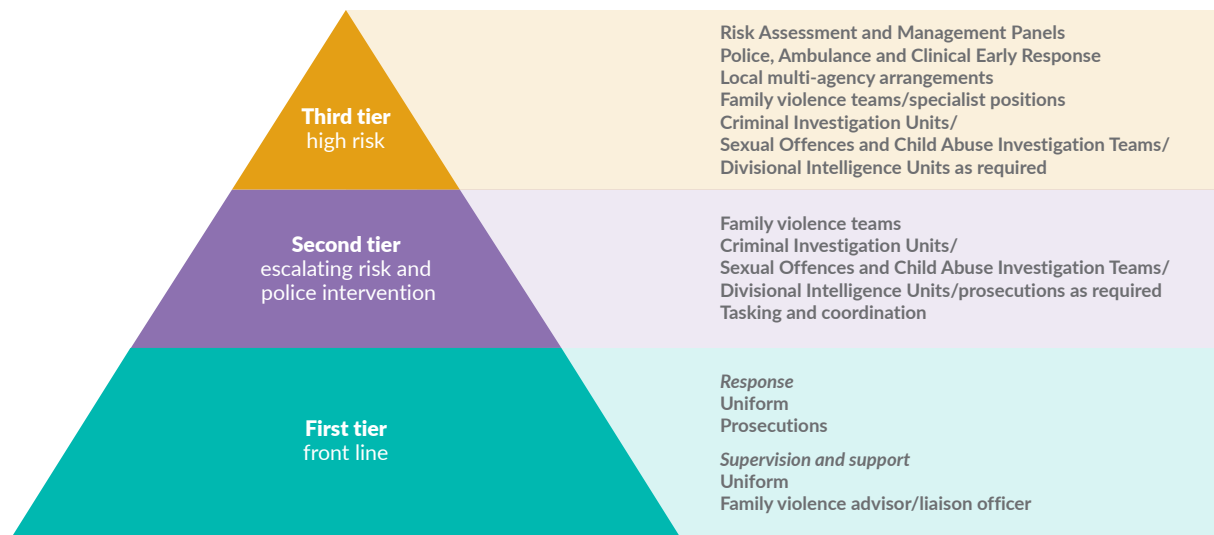 Third tier
high risk
Risk Assessment and Management Panels
Police, Ambulance and Clinical Early Response
Local multi-agency arrangements
Family violence teams/specialist positions
Criminal Investigation Units/
Sexual Offences and Child Abuse Investigation Teams/
Divisional Intelligence Units as required
Second tier
escalating risk and
police intervention
Family violence teams
Criminal Investigation Units/
Sexual Offences and Child Abuse Investigation Teams/
Divisional Intelligence Units/prosecutions as required
Tasking and coordination
First tier
front line
Response
Uniform
Prosecutions
Supervision and support
Uniform
Family violence advisor/liaison officer